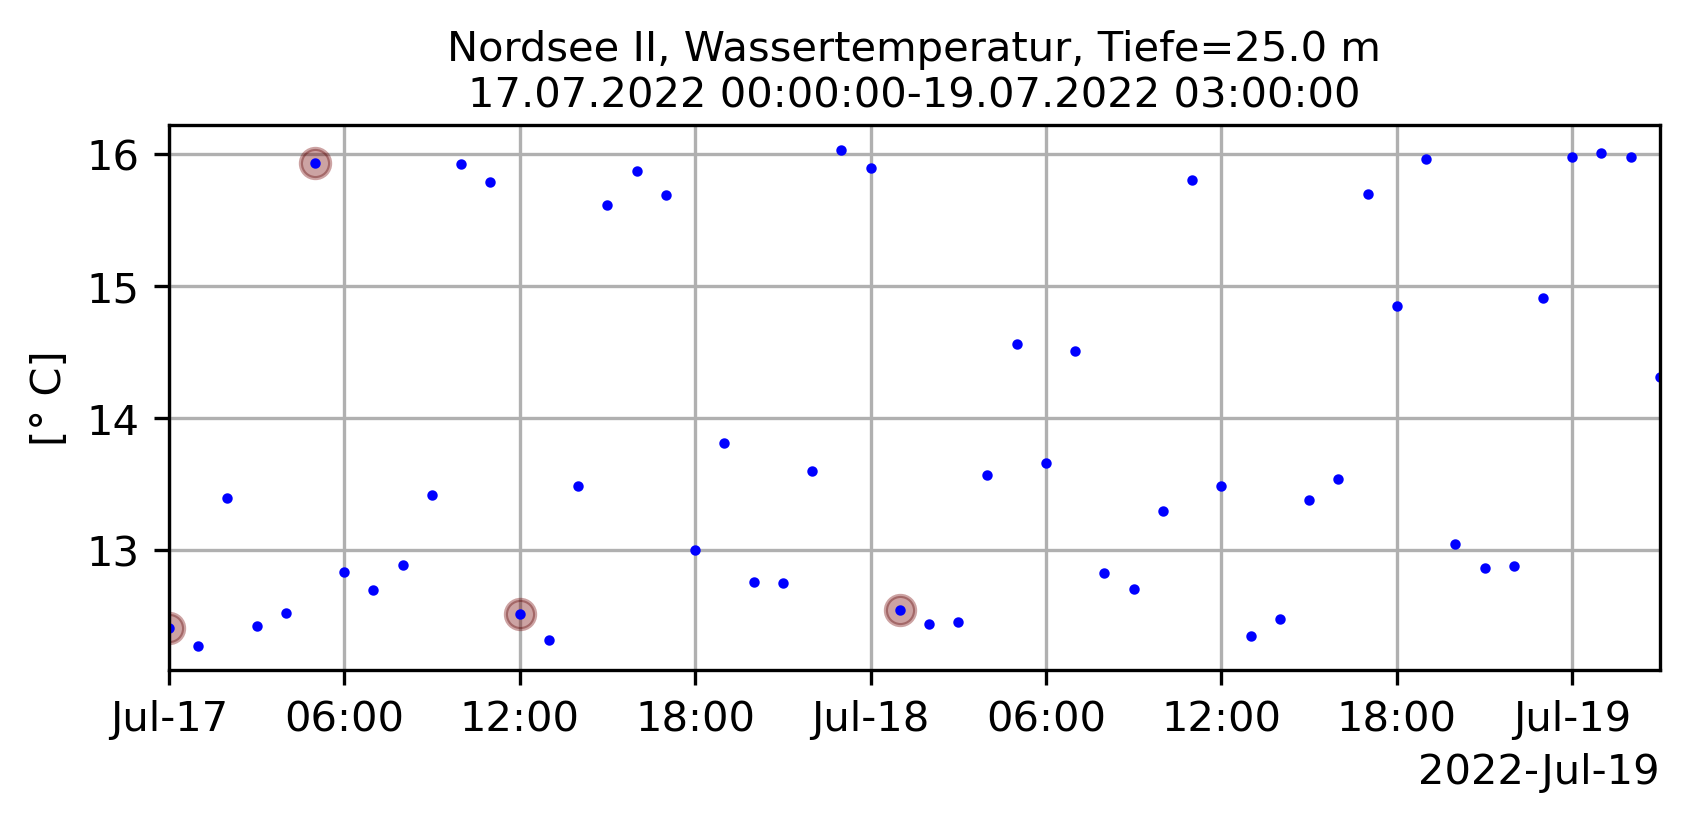 Nordsee II, Wassertemperatur, Tiefe=25.0 m
17.07.2022 00:00:00-19.07.2022 03:00:00
16
15
14
13
[° C]
Jul-17 06:00 12:00 18:00 Jul-18 06:00 12:00 18:00 Jul-19
2022-Jul-19